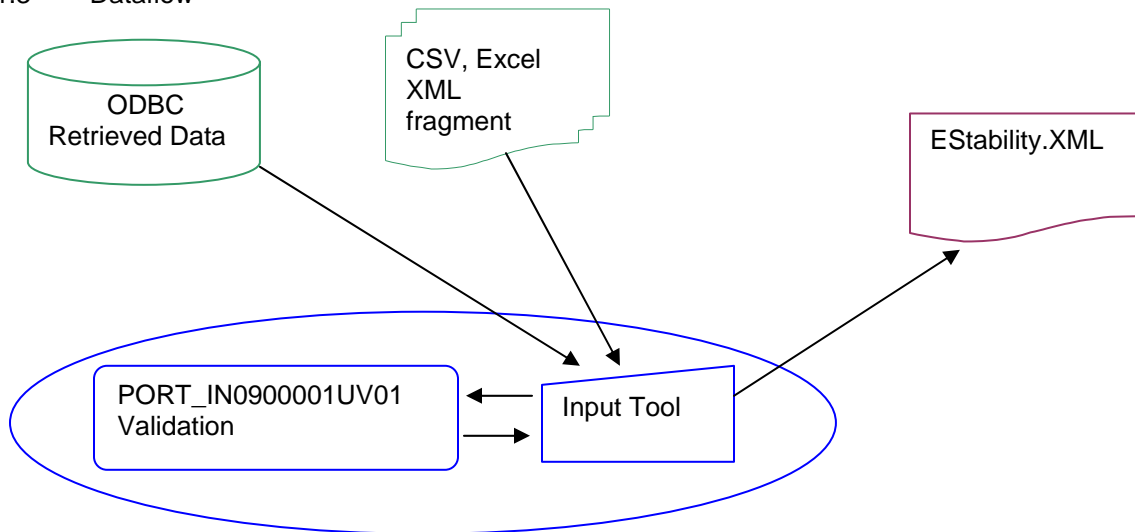 Dataflow
CSV, Excel
XML
fragment
ODBC
Retrieved Data
EStability.XML
PORT_IN0900001UV01
Validation
Input Tool